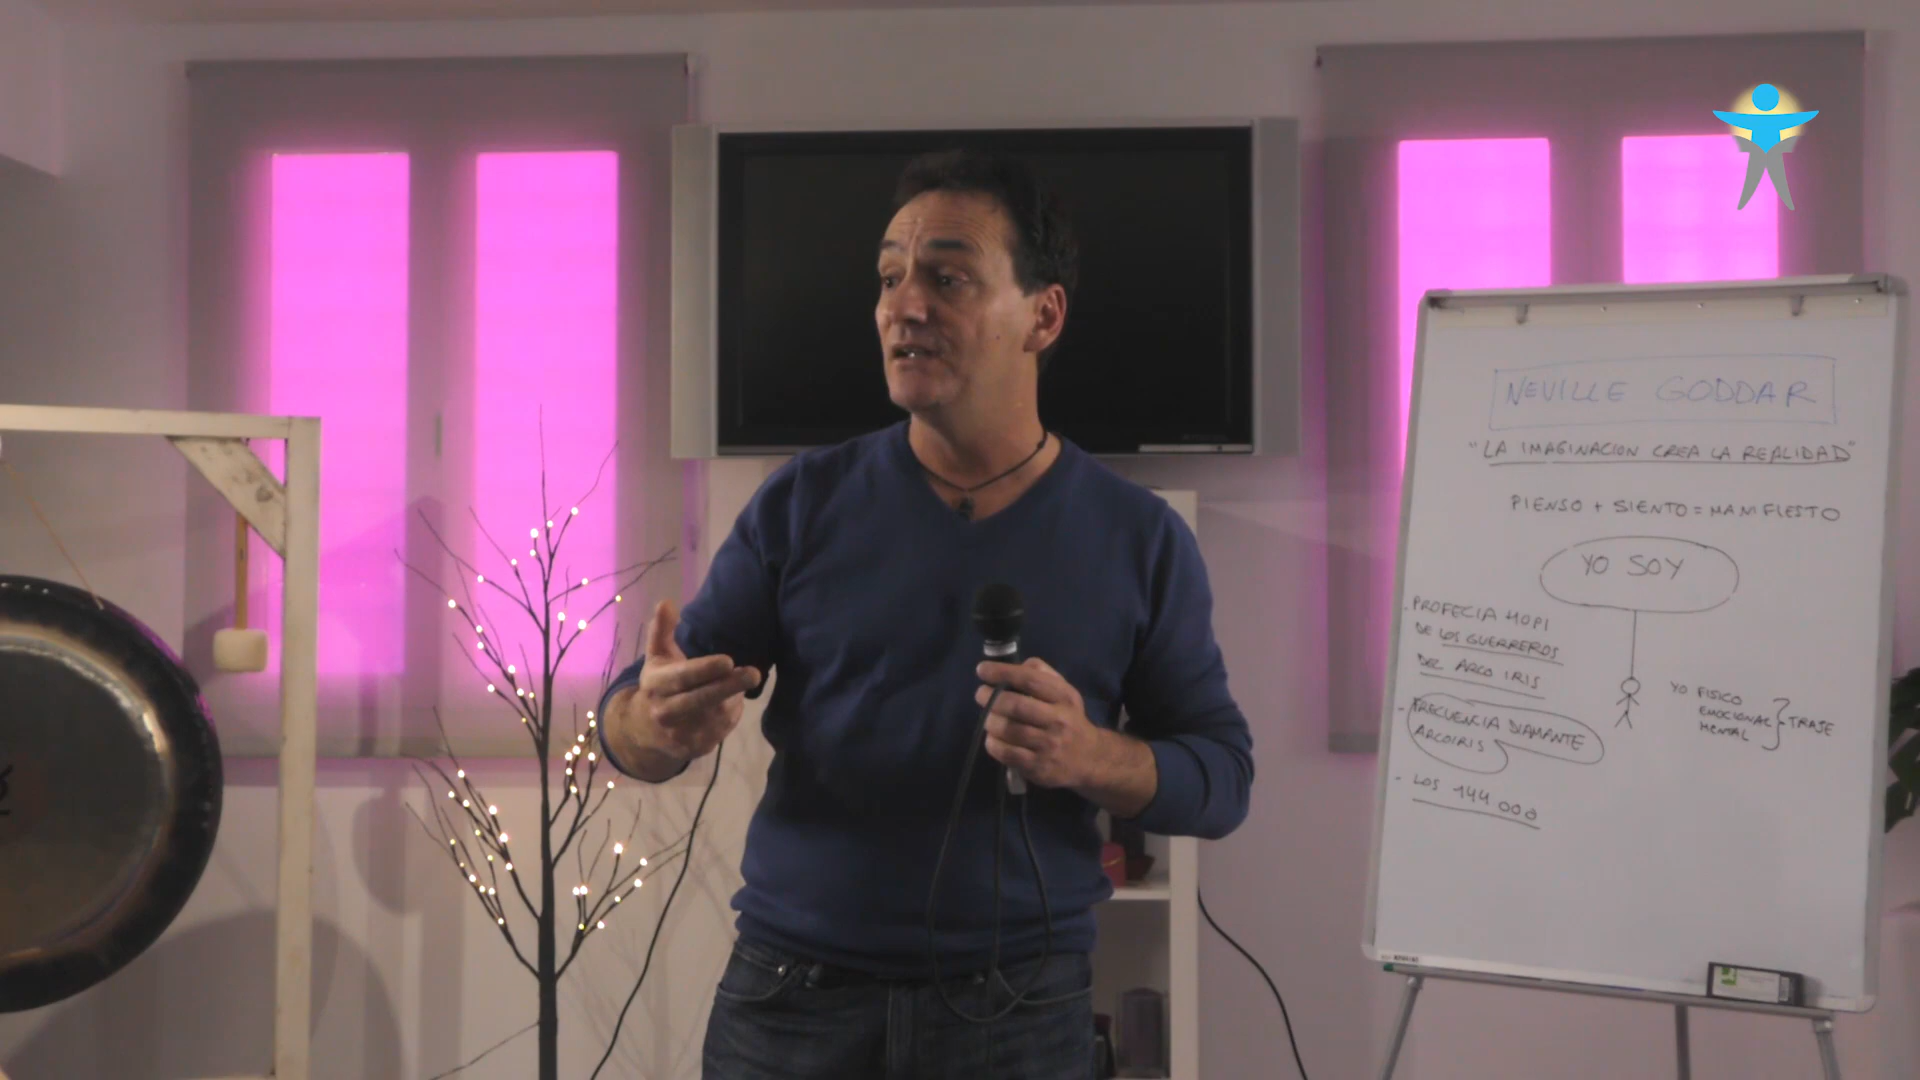 NEVILLE GODDAR
"LA IMAGINACION CREA LA REALIDAD"
PIENSO + SIENTO = MANIFIESTO
YO SOY
- PROFECIA HOPI
DE LOS GUERREROS
DEL ARCO IRIS
- FRECUENCIA DIAMANTE
ARCOIRIS
- LOS 144.000
YO FISICO
EMOCIONAL
MENTAL
TRAJE